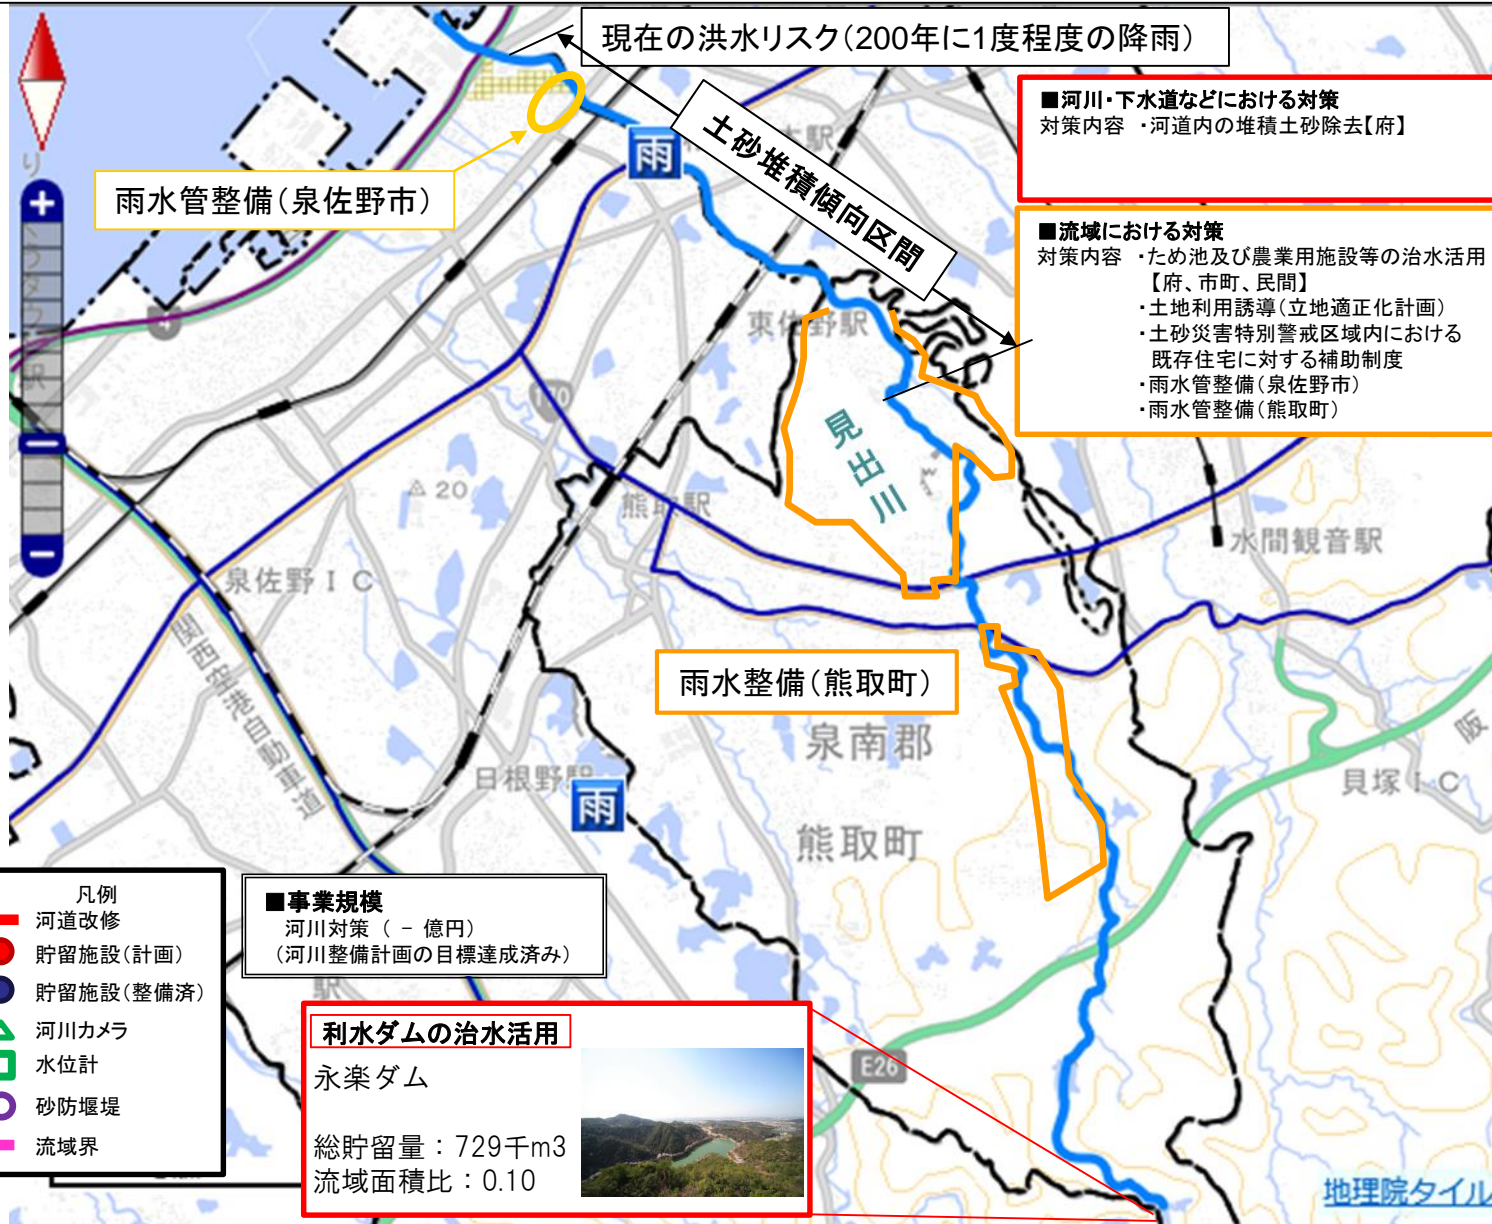 現在の洪水リスク(200年に1度程度の降雨)
■河川・下水道などにおける対策
対策内容 ・河道内の堆積土砂除去【府】
土砂堆積傾向区間
雨
雨水管整備(泉佐野市)
■流域における対策
対策内容 ・ため池及び農業用施設等の治水活用
【府、市町、民間】
・土地利用誘導(立地適正化計画)
・土砂災害特別警戒区域内における
既存住宅に対する補助制度
・雨水管整備(泉佐野市)
・雨水管整備(熊取町)
4
東佐野駅
170
見出川
20
熊取駅
水間観音駅
泉佐野IC
関西空港自動車道
雨水整備(熊取町)
泉南郡
阪
日根野駅
雨
貝塚IC
熊取町
凡例
河道改修
貯留施設(計画)
貯留施設(整備済)
河川カメラ
水位計
砂防堰堤
流域界
■事業規模
河川対策 ( - 億円)
(河川整備計画の目標達成済み)
駅
利水ダムの治水活用
永楽ダム
総貯留量:729千m3
流域面積比:0.10
E26
地理院タイル